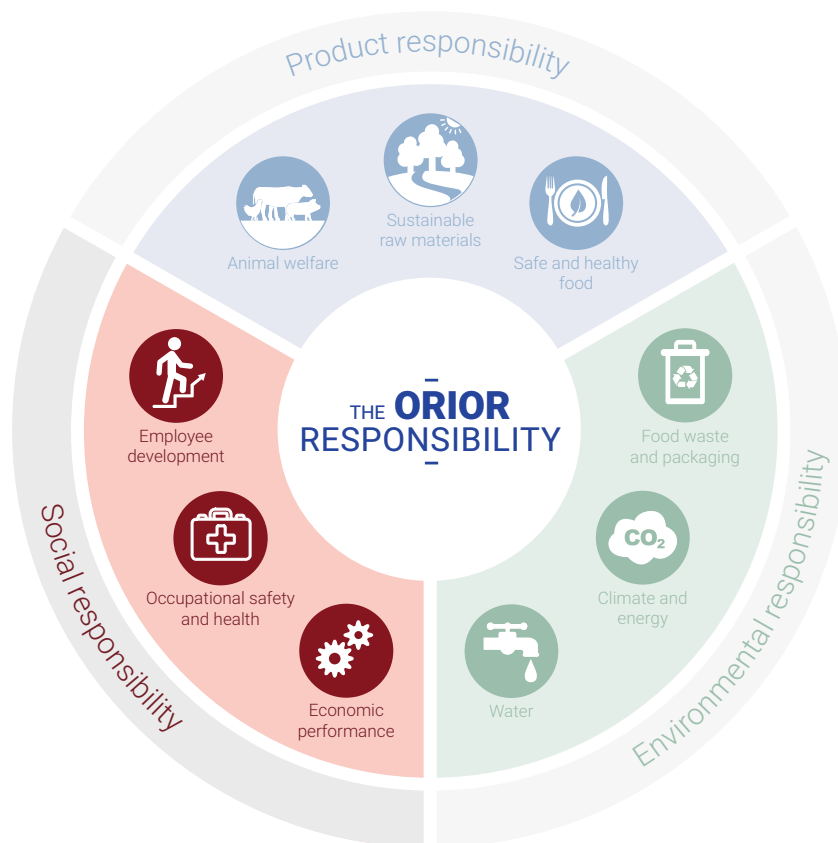 Product responsibility
Animal welfare
Sustainable
raw materials
Safe and healthy
food
THE ORIOR
RESPONSIBILITY
Employee
development
Occupational safety
and health
Economic
performance
Social responsibility
Food waste
and packaging
CO₂
Climate and
energy
Water
Environmental responsibility